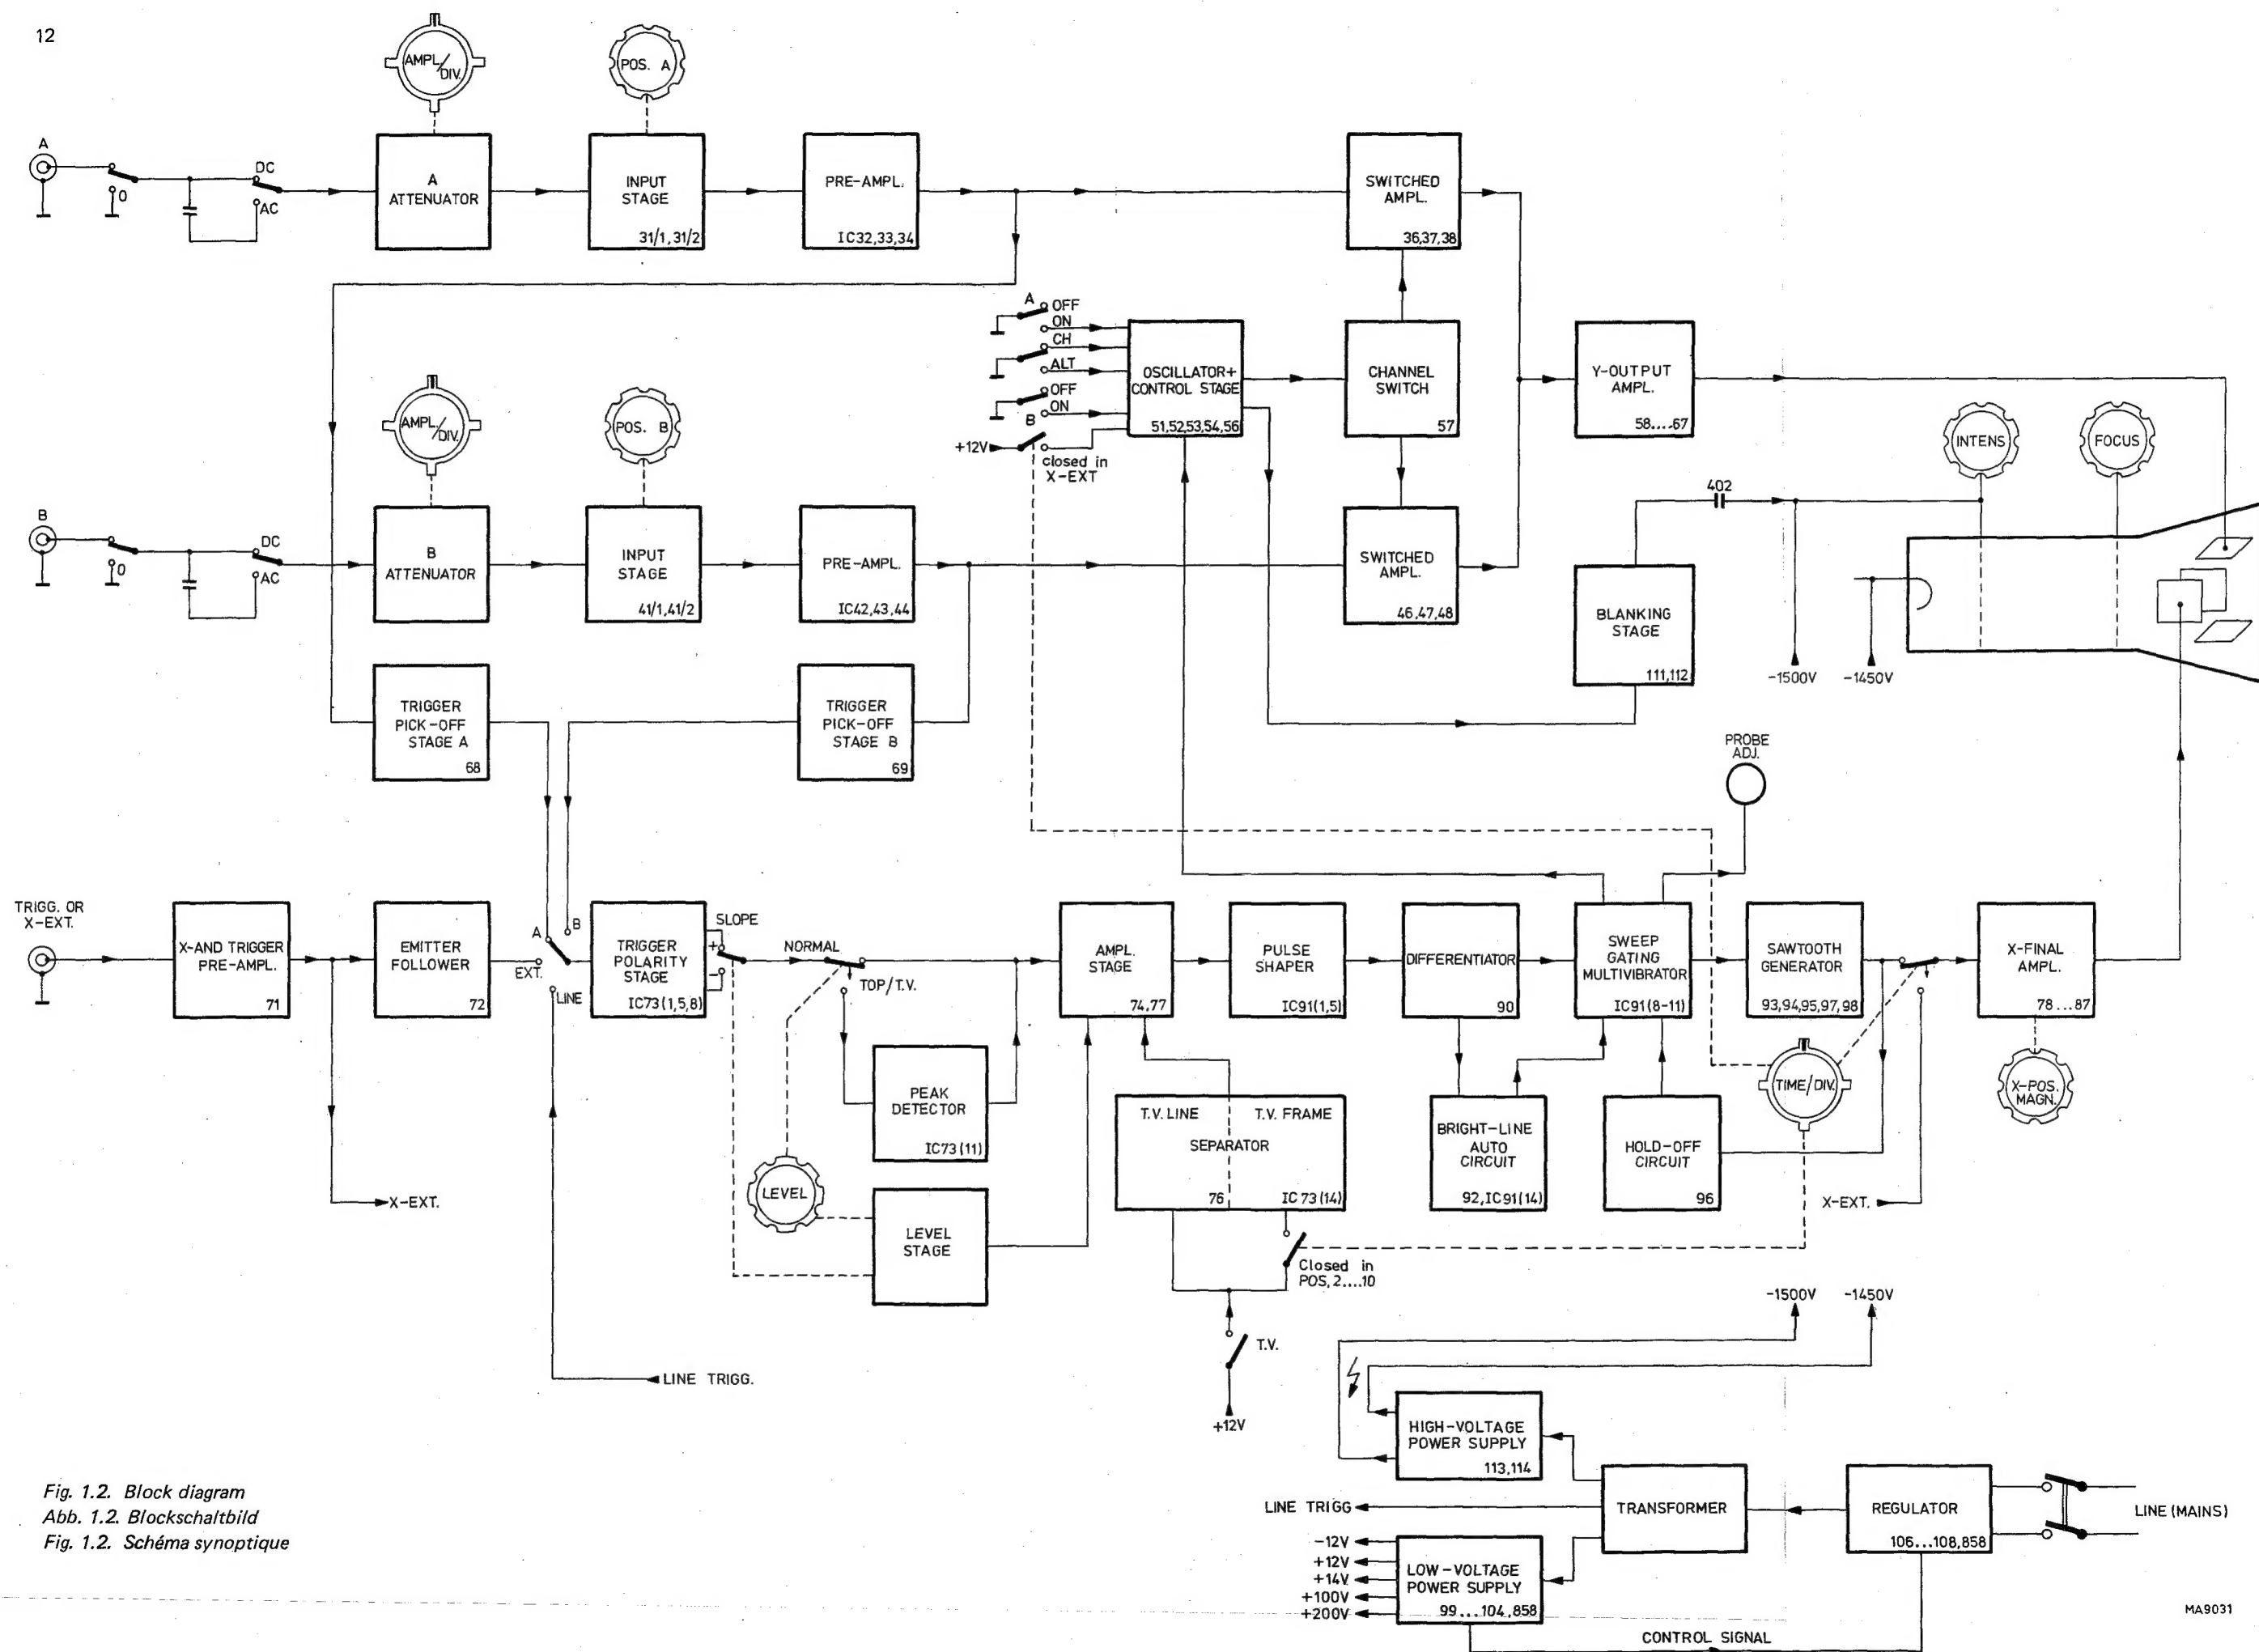 12
AMPL/
DIV.
POS. A
A
0
DC
AC
A
ATTENUATOR
INPUT
STAGE
31/1,31/2
PRE-AMPL.
IC32,33,34
SWITCHED
AMPL.
36,37,38
A
OFF
ON
CH
ALT
OFF
ON
B
+12V
closed in
X-EXT
OSCILLATOR+
CONTROL STAGE
51,52,53,54,56
CHANNEL
SWITCH
57
Y-OUTPUT
AMPL.
58....67
INTENS
FOCUS
AMPL./
DIV.
POS. B
B
0
DC
AC
B
ATTENUATOR
INPUT
STAGE
41/1,41/2
PRE-AMPL.
IC42,43,44
SWITCHED
AMPL.
46,47,48
402
BLANKING
STAGE
111,112
-1500V
-1450V
TRIGGER
PICK-OFF
STAGE A
68
TRIGGER
PICK-OFF
STAGE B
69
PROBE
ADJ.
TRIGG. OR
X-EXT.
X-AND TRIGGER
PRE-AMPL.
71
EMITTER
FOLLOWER
72
A
B
EXT.
LINE
TRIGGER
POLARITY
STAGE
IC73(1,5,8)
SLOPE
+
-
NORMAL
TOP/T.V.
AMPL.
STAGE
74,77
PULSE
SHAPER
IC91(1,5)
DIFFERENTIATOR
90
SWEEP
GATING
MULTIVIBRATOR
IC91(8-11)
SAWTOOTH
GENERATOR
93,94,95,97,98
X-FINAL
AMPL.
78...87
PEAK
DETECTOR
IC73(11)
LEVEL
LEVEL
STAGE
T.V. LINE
T.V. FRAME
SEPARATOR
76
IC 73(14)
BRIGHT-LINE
AUTO
CIRCUIT
92,IC91(14)
HOLD-OFF
CIRCUIT
96
TIME/DIV.
X-POS.
MAGN.
X-EXT.
X-EXT.
Closed in
POS,2....10
T.V.
+12V
LINE TRIGG.
-1500V
-1450V
HIGH-VOLTAGE
POWER SUPPLY
113,114
TRANSFORMER
REGULATOR
106...108,858
LINE (MAINS)
LINE TRIGG
-12V
+12V
+14V
+100V
+200V
LOW-VOLTAGE
POWER SUPPLY
99...104,858
CONTROL SIGNAL
Fig. 1.2. Block diagram
Abb. 1.2. Blockschaltbild
Fig. 1.2. Schéma synoptique
MA9031